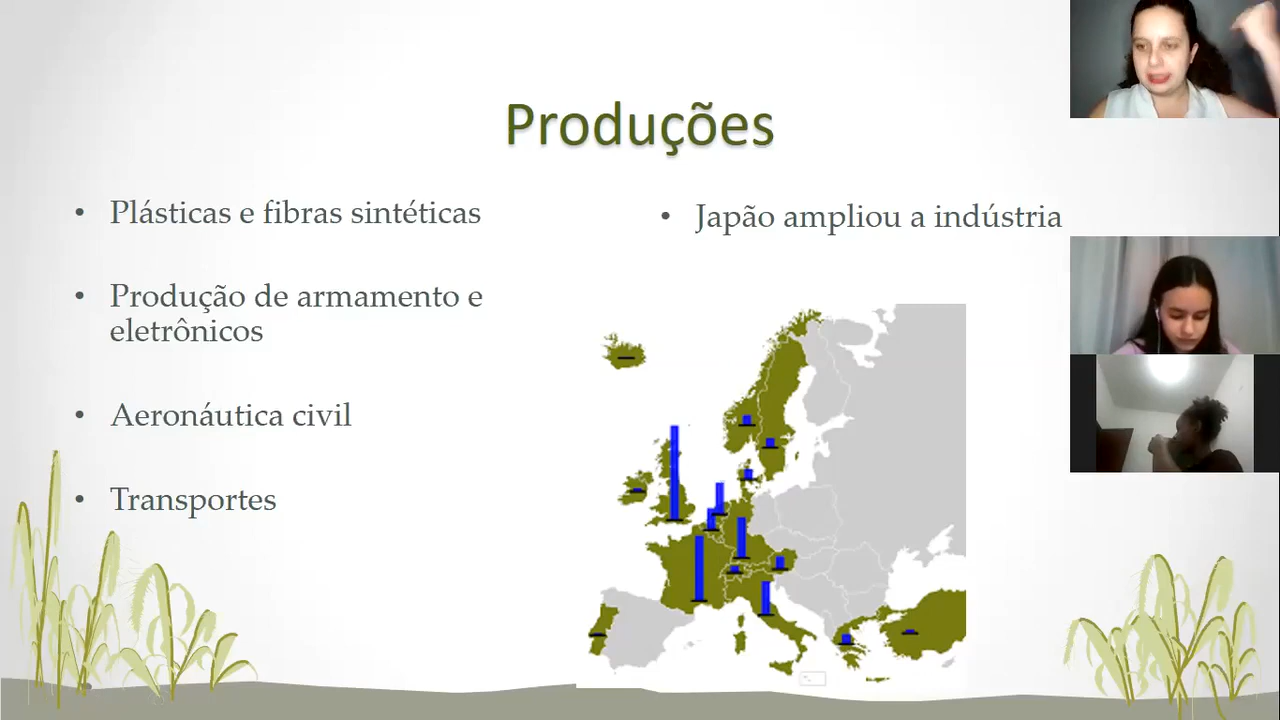 Produções
• Plásticas e fibras sintéticas
• Produção de armamento e
eletrônicos
• Aeronáutica civil
• Transportes
• Japão ampliou a indústria